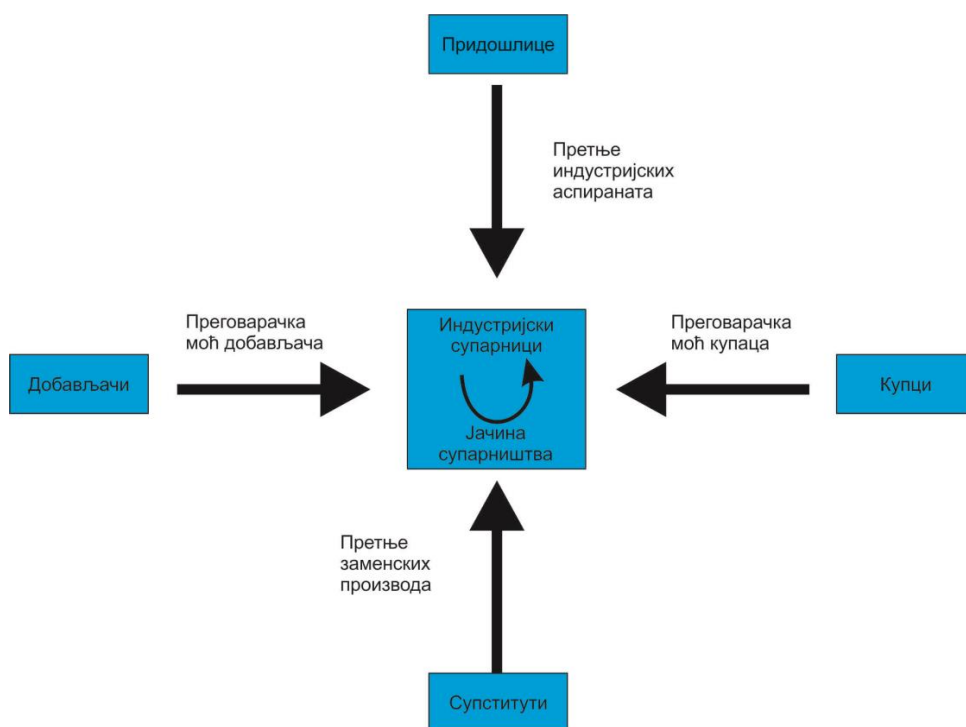 Придошлице
Претње
индустријских
аспираната
Преговарачка
моћ добављача
Индустријски
супарници
Преговарачка
моћ купаца
Добављачи
Купци
Јачина
супарништва
Претње
заменских
производа
Супститути